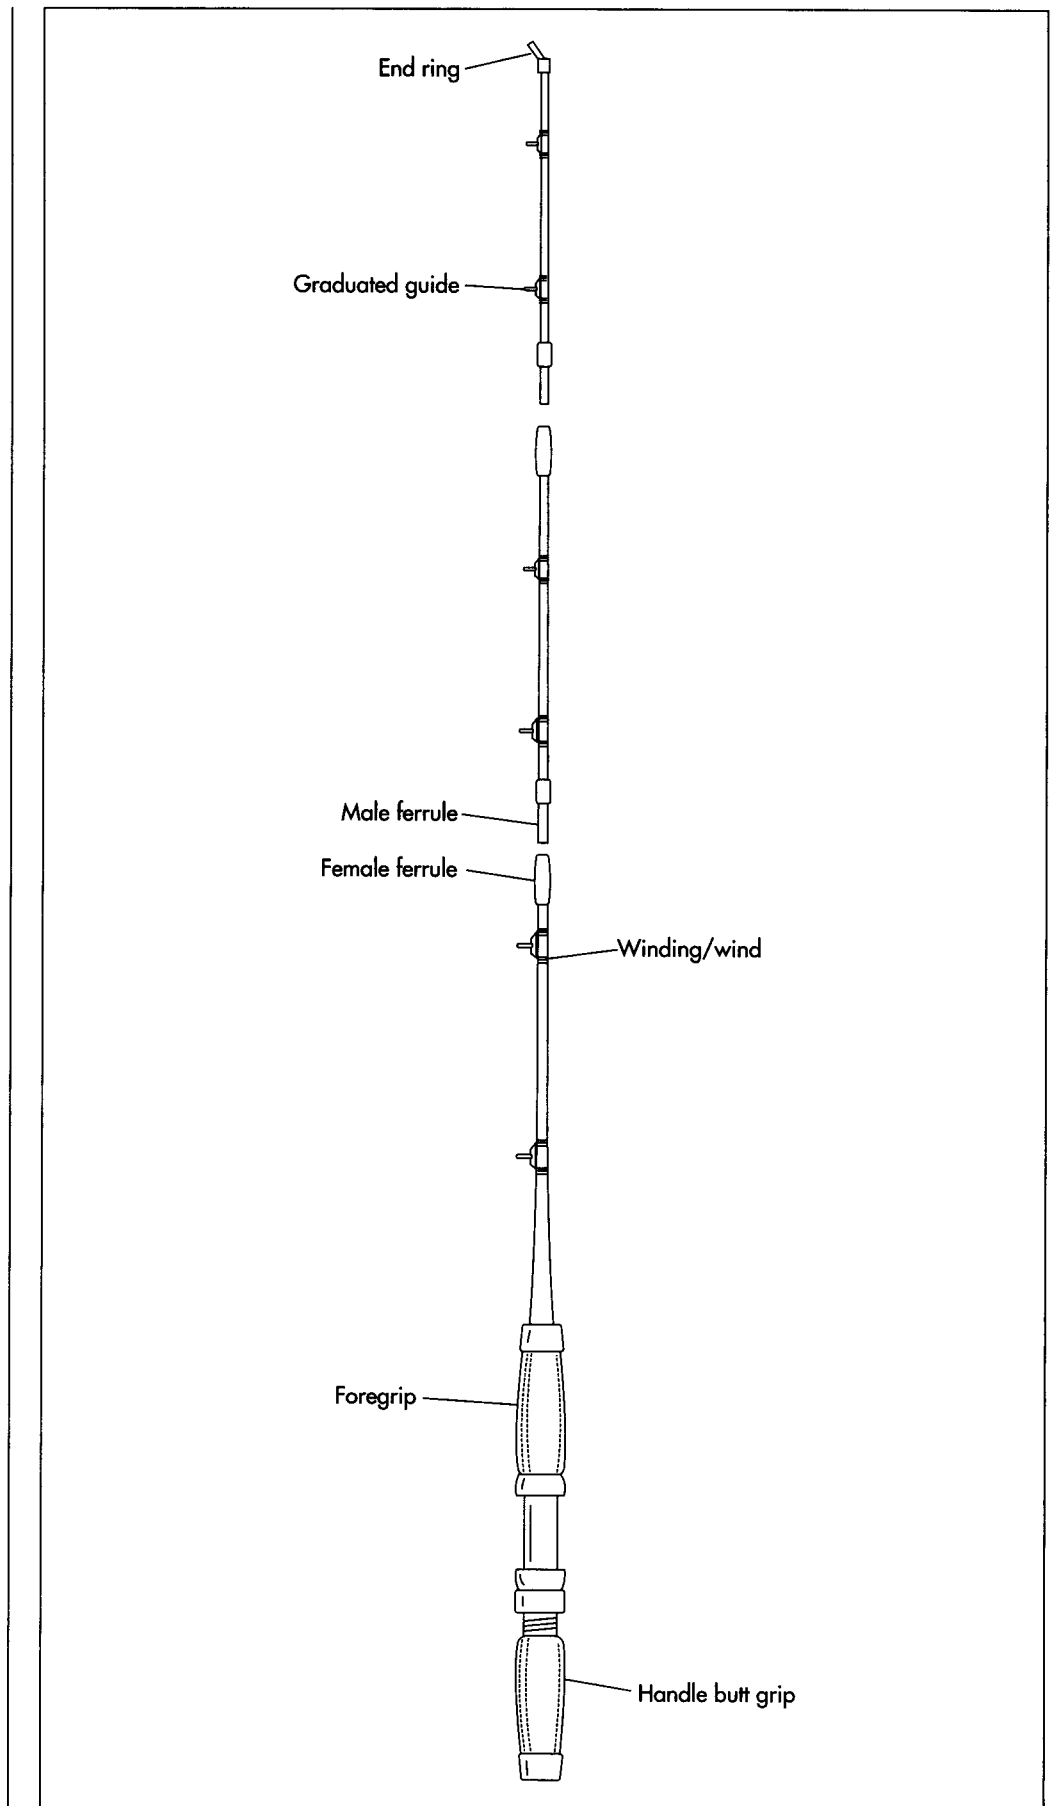 End ring
Graduated guide
Male ferrule
Female ferrule
Winding/wind
Foregrip
Handle butt grip